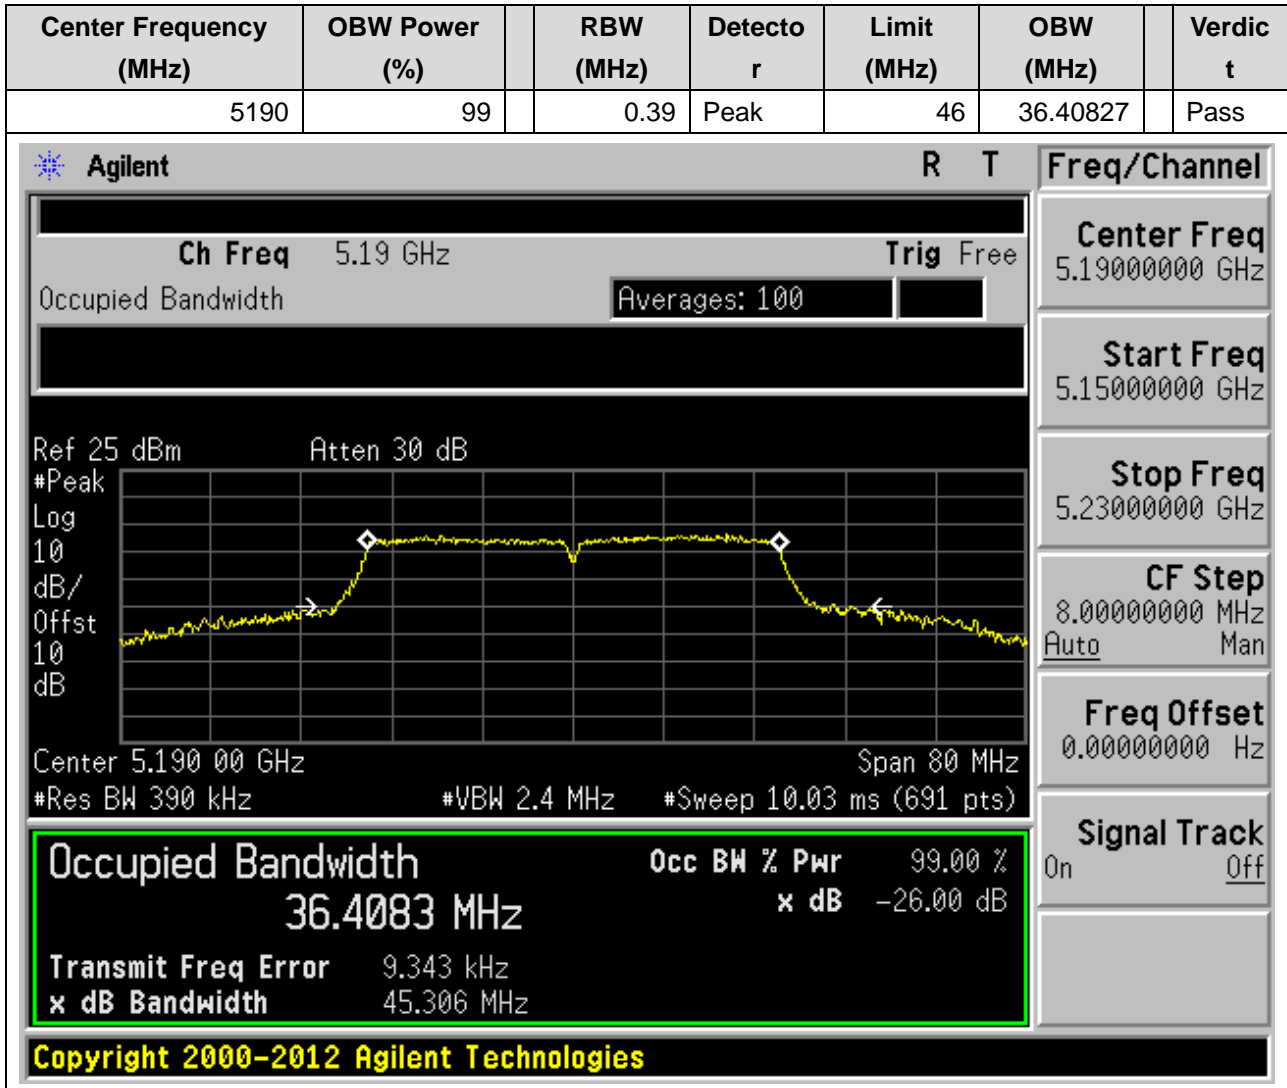 Center Frequency OBW Power RBW Detecto Limit OBW Verdic
(MHz) (%) (MHz) r (MHz) (MHz) t
5190 99 0.39 Peak 46 36.40827 Pass
Agilent R T Freq/Channel
Ch Freq 5.19 GHz Trig Free
Occupied Bandwidth Averages: 100
Center Freq
5.19000000 GHz
Start Freq
5.15000000 GHz
Stop Freq
5.23000000 GHz
CF Step
8.00000000 MHz
Auto Man
Freq Offset
0.00000000 Hz
Signal Track
On Off
Ref 25 dBm Atten 30 dB
#Peak
Log
10
dB/
Offst
10
dB
Center 5.190 00 GHz Span 80 MHz
#Res BW 390 kHz #VBW 2.4 MHz #Sweep 10.03 ms (691 pts)
Occupied Bandwidth Occ BW % Pwr 99.00 %
36.4083 MHz x dB -26.00 dB
Transmit Freq Error 9.343 kHz
x dB Bandwidth 45.306 MHz
Copyright 2000-2012 Agilent Technologies